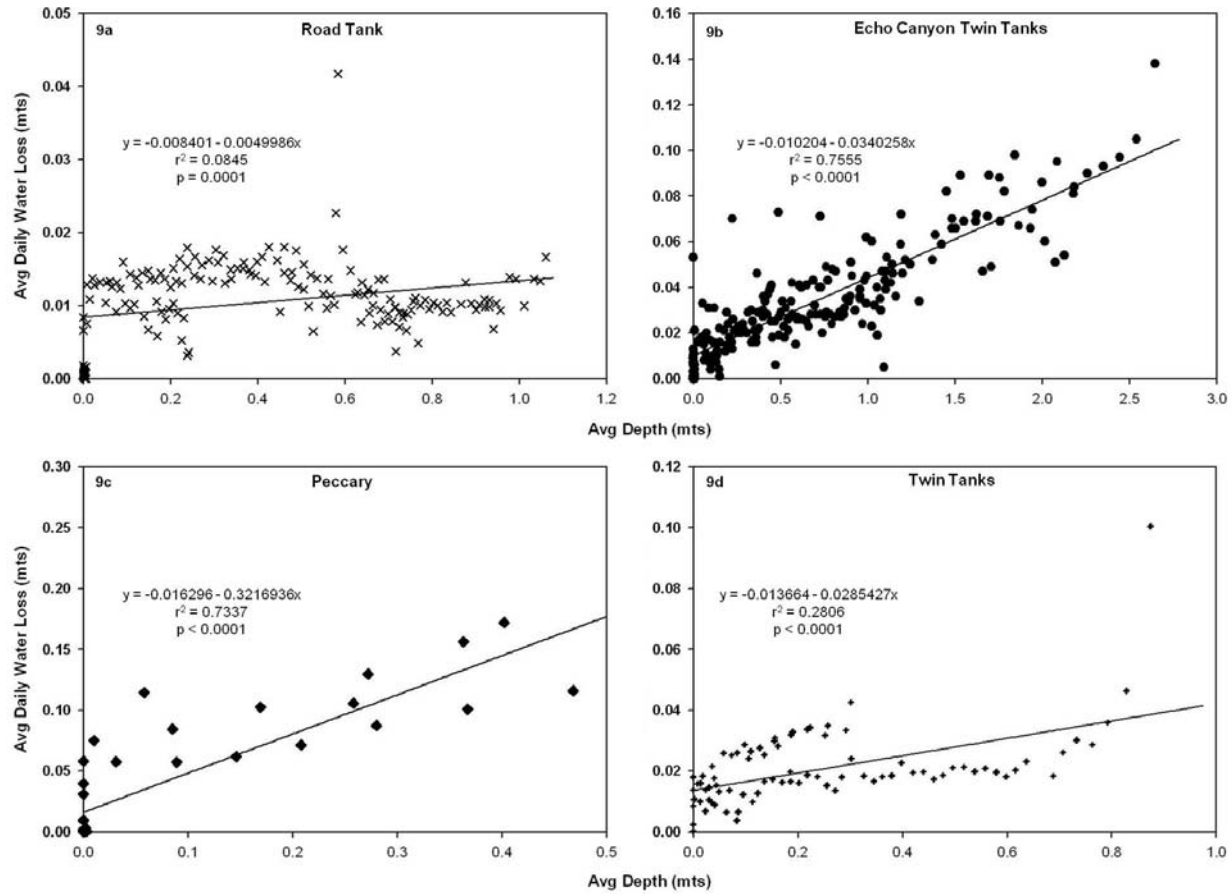 9a Road Tank
Avg Daily Water Loss (mts)
0.05
0.04
0.03
0.02
0.01
0.00
y = -0.008401 - 0.0049986x
r² = 0.0845
p = 0.0001
0.0 0.2 0.4 0.6 0.8 1.0 1.2
9b Echo Canyon Twin Tanks
0.16
0.14
0.12
0.10
0.08
0.06
0.04
0.02
0.00
y = -0.010204 - 0.0340258x
r² = 0.7555
p < 0.0001
0.0 0.5 1.0 1.5 2.0 2.5 3.0
Avg Depth (mts)
9c Peccary
Avg Daily Water Loss (mts)
0.30
0.25
0.20
0.15
0.10
0.05
0.00
y = -0.016296 - 0.3216936x
r² = 0.7337
p < 0.0001
0.0 0.1 0.2 0.3 0.4 0.5
9d Twin Tanks
0.12
0.10
0.08
0.06
0.04
0.02
0.00
y = -0.013664 - 0.0285427x
r² = 0.2806
p < 0.0001
0.0 0.2 0.4 0.6 0.8 1.0
Avg Depth (mts)